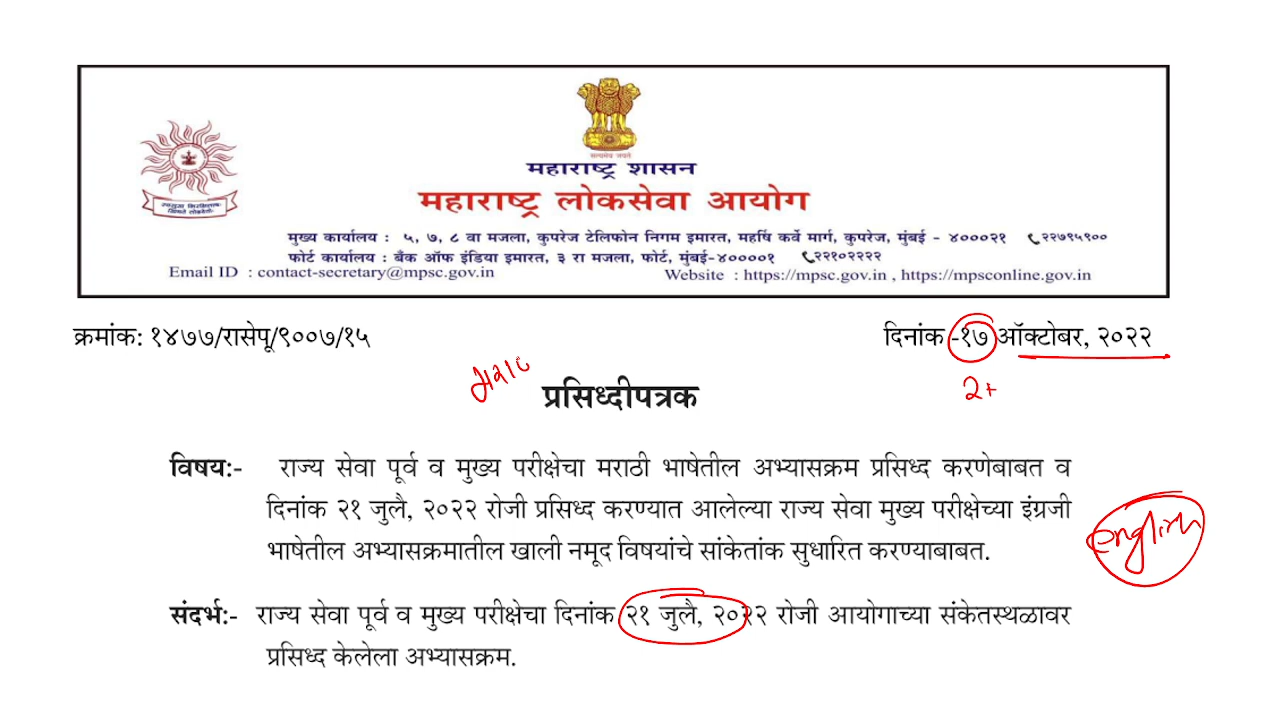 सत्यमेव जयते
महाराष्ट्र शासन
महाराष्ट्र लोकसेवा आयोग
मुख्य कार्यालय : ५, ७, ८ वा मजला, कुपरेज टेलिफोन निगम इमारत, महर्षि कर्वे मार्ग, कुपरेज, मुंबई - ४०००२१ २२७९५९००
फोर्ट कार्यालय : बँक ऑफ इंडिया इमारत, ३ रा मजला, फोर्ट, मुंबई-४००००१ २२१०२२२२
Email ID : contact-secretary@mpsc.gov.in Website : https://mpsc.gov.in , https://mpsconline.gov.in
क्रमांक: १४७७/रासेपू/९००७/१५ दिनांक -१७ ऑक्टोबर, २०२२
प्रसिध्दीपत्रक
विषय:- राज्य सेवा पूर्व व मुख्य परीक्षेचा मराठी भाषेतील अभ्यासक्रम प्रसिध्द करणेबाबत व
दिनांक २१ जुलै, २०२२ रोजी प्रसिध्द करण्यात आलेल्या राज्य सेवा मुख्य परीक्षेच्या इंग्रजी
भाषेतील अभ्यासक्रमातील खाली नमूद विषयांचे सांकेतांक सुधारित करण्याबाबत.
english
संदर्भ:- राज्य सेवा पूर्व व मुख्य परीक्षेचा दिनांक २१ जुलै, २०२२ रोजी आयोगाच्या संकेतस्थळावर
प्रसिध्द केलेला अभ्यासक्रम.